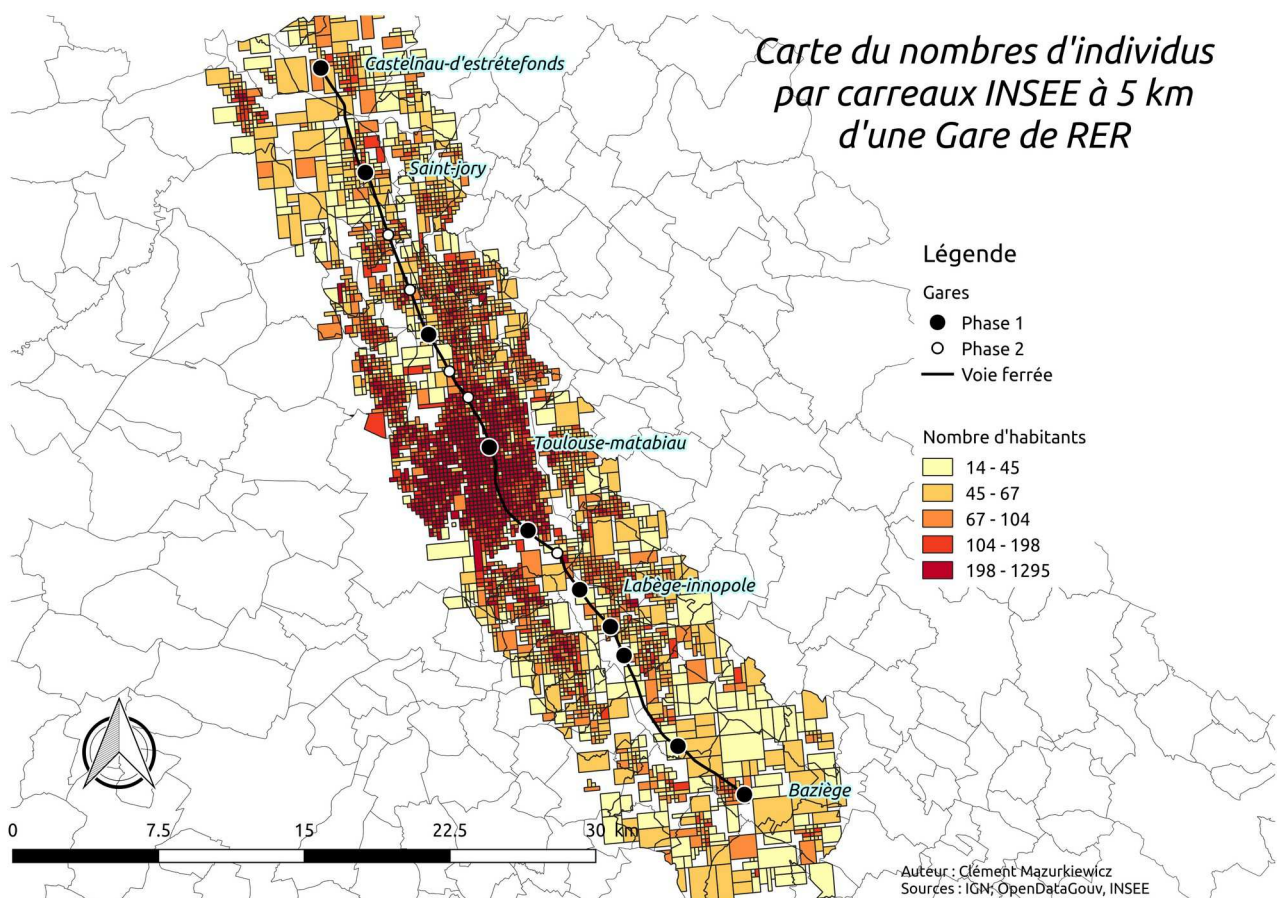 Carte du nombres d'individus
par carreaux INSEE à 5 km
d'une Gare de RER
Castelnau-d'estrétefonds
Saint-jory
Toulouse-matabiau
Labège-innopole
Baziège
Légende
Gares
Phase 1
Phase 2
Voie ferrée
Nombre d'habitants
14 - 45
45 - 67
67 - 104
104 - 198
198 - 1295
0 7.5 15 22.5 30 km
Auteur : Clément Mazurkiewicz
Sources : IGN; OpenDataGouv, INSEE